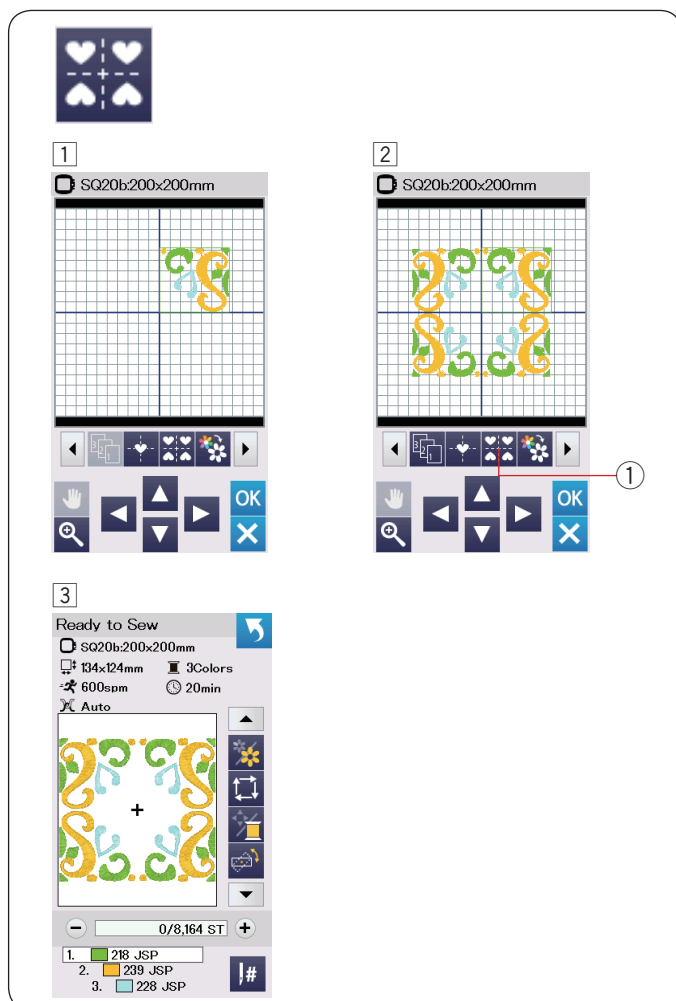 1
SQ20b:200x200mm
OK
2
SQ20b:200x200mm
OK
1
3
Ready to Sew
SQ20b:200x200mm
134x124mm 3Colors
600spm 20min
Auto
0/8,164 ST
1. 218 JSP
2. 239 JSP
3. 228 JSP
#